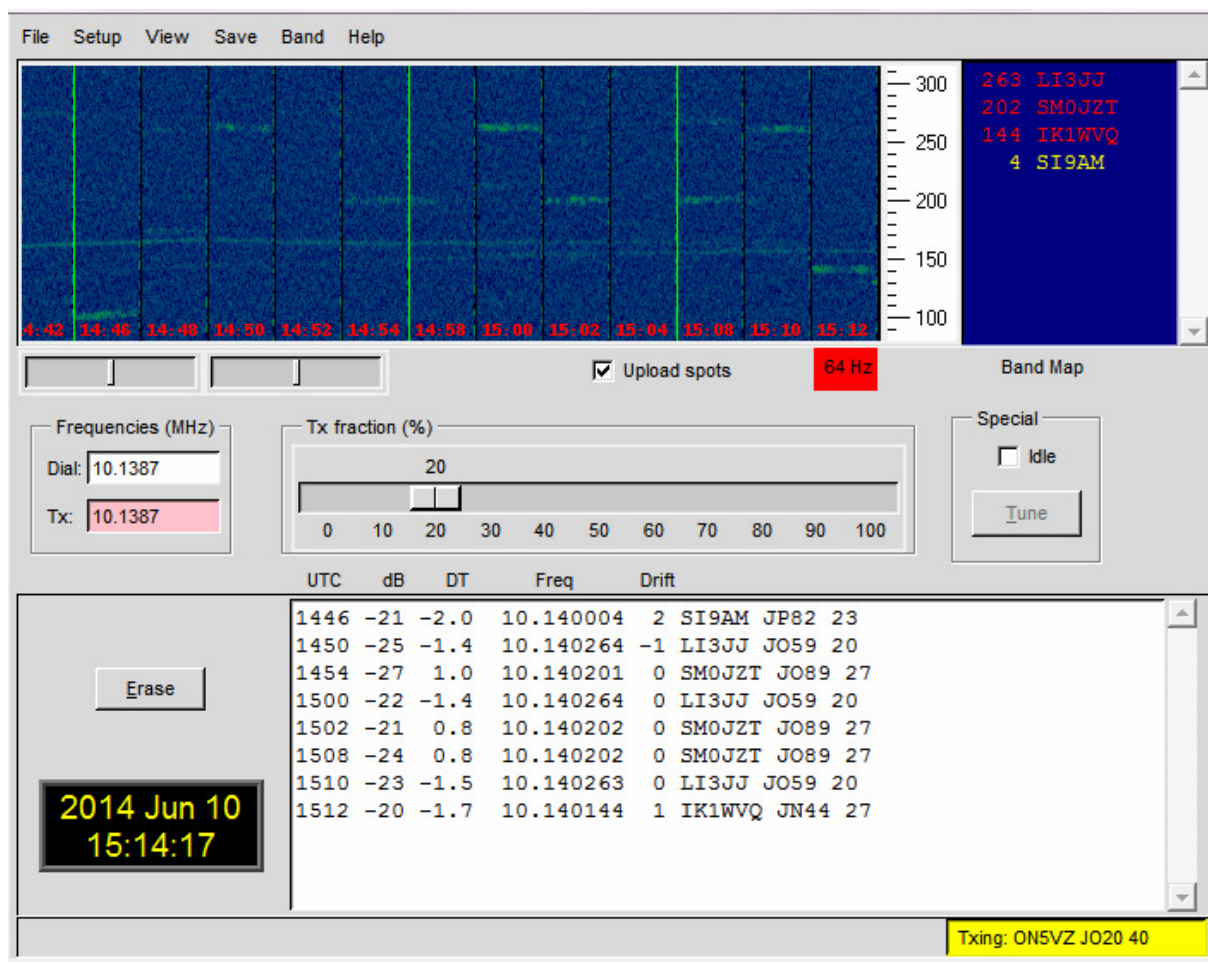 File Setup View Save Band Help
300
250
200
150
100
4:42 14:46 14:48 14:50 14:52 14:54 14:58 15:00 15:02 15:04 15:08 15:10 15:12
263 LI3JJ
202 SM0JZT
144 IK1WVQ
4 SI9AM
Upload spots
64 Hz
Band Map
Frequencies (MHz)
Dial: 10.1387
Tx: 10.1387
Tx fraction (%)
20
0 10 20 30 40 50 60 70 80 90 100
Special
Idle
Tune
UTC dB DT Freq Drift
1446 -21 -2.0 10.140004 2 SI9AM JP82 23
1450 -25 -1.4 10.140264 -1 LI3JJ JO59 20
1454 -27 1.0 10.140201 0 SM0JZT JO89 27
1500 -22 -1.4 10.140264 0 LI3JJ JO59 20
1502 -21 0.8 10.140202 0 SM0JZT JO89 27
1508 -24 0.8 10.140202 0 SM0JZT JO89 27
1510 -23 -1.5 10.140263 0 LI3JJ JO59 20
1512 -20 -1.7 10.140144 1 IK1WVQ JN44 27
Erase
2014 Jun 10
15:14:17
Txing: ON5VZ JO20 40